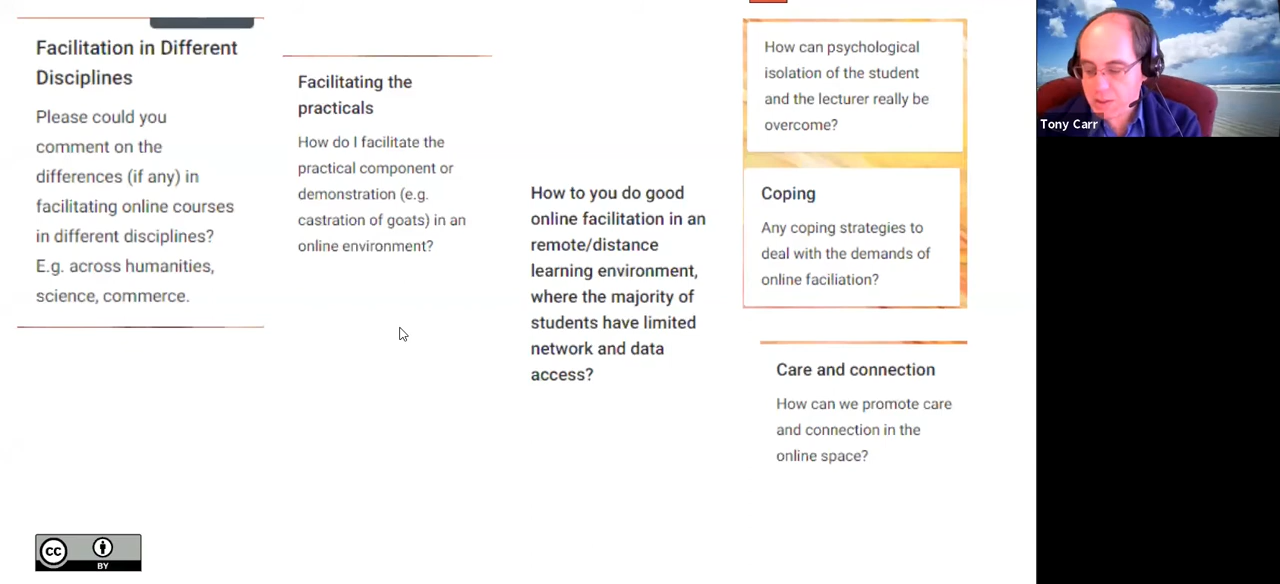 Facilitation in Different
Disciplines
Please could you
comment on the
differences (if any) in
facilitating online courses
in different disciplines?
E.g. across humanities,
science, commerce.
Facilitating the
practicals
How do I facilitate the
practical component or
demonstration (e.g.
castration of goats) in an
online environment?
How to you do good
online facilitation in an
remote/distance
learning environment,
where the majority of
students have limited
network and data
access?
How can psychological
isolation of the student
and the lecturer really be
overcome?
Coping
Any coping strategies to
deal with the demands of
online faciliation?
Care and connection
How can we promote care
and connection in the
online space?
Tony Carr
cc
BY